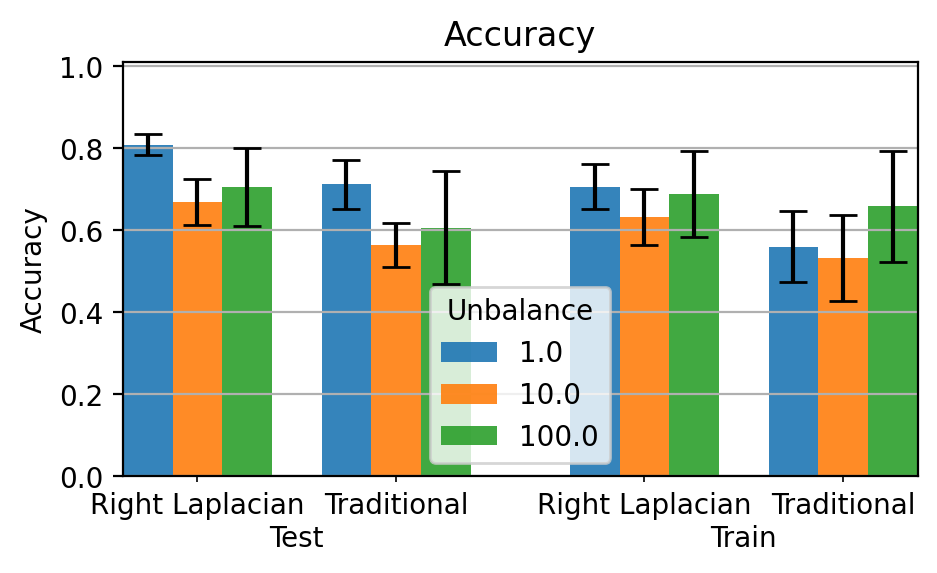 Accuracy
Accuracy
1.0
0.8
0.6
0.4
0.2
0.0
Unbalance
1.0
10.0
100.0
Right Laplacian Traditional Right Laplacian Traditional
Test Train